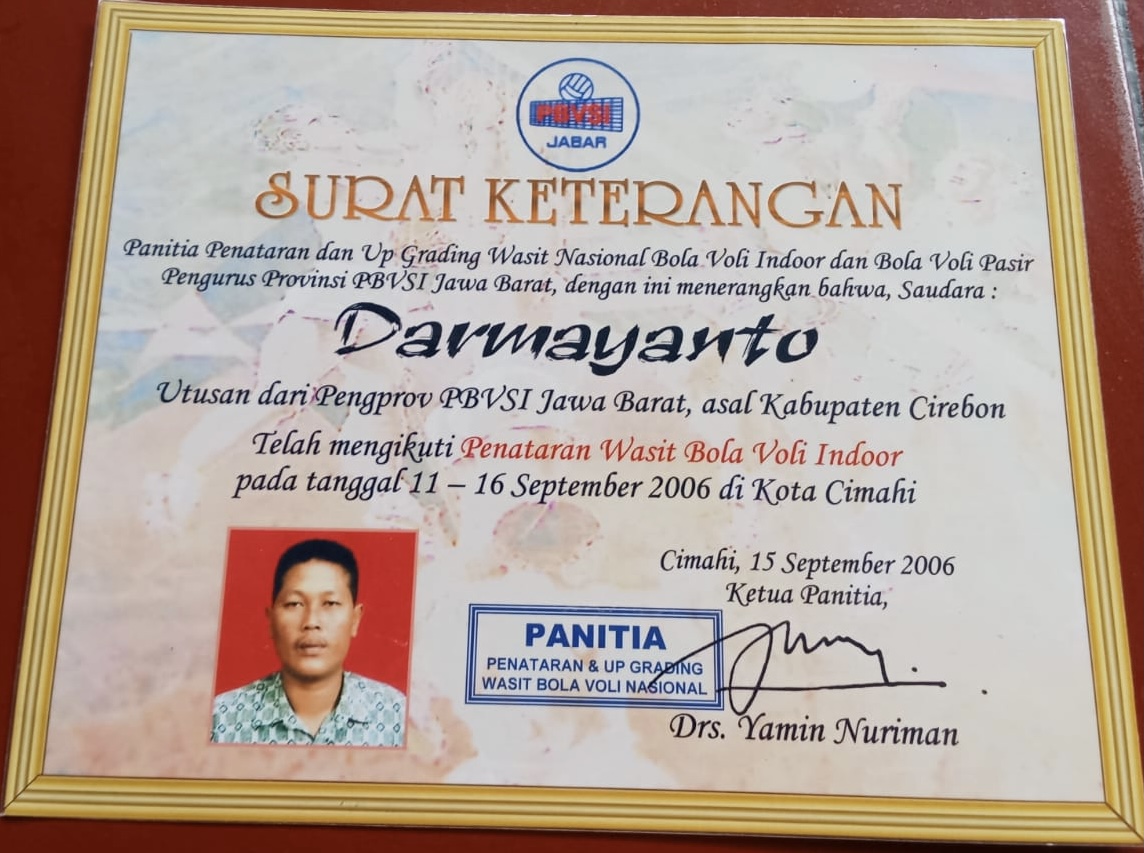 PBVSI
JABAR
SURAT KETERANGAN
Panitia Penataran dan Up Grading Wasit Nasional Bola Voli Indoor dan Bola Voli Pasir
Pengurus Provinsi PBVSI Jawa Barat, dengan ini menerangkan bahwa, Saudara :
Darmayanto
Utusan dari Pengprov PBVSI Jawa Barat, asal Kabupaten Cirebon
Telah mengikuti Penataran Wasit Bola Voli Indoor
pada tanggal 11 – 16 September 2006 di Kota Cimahi
Cimahi, 15 September 2006
Ketua Panitia,
PANITIA
PENATARAN & UP GRADING
WASIT BOLA VOLI NASIONAL
Drs. Yamin Nuriman